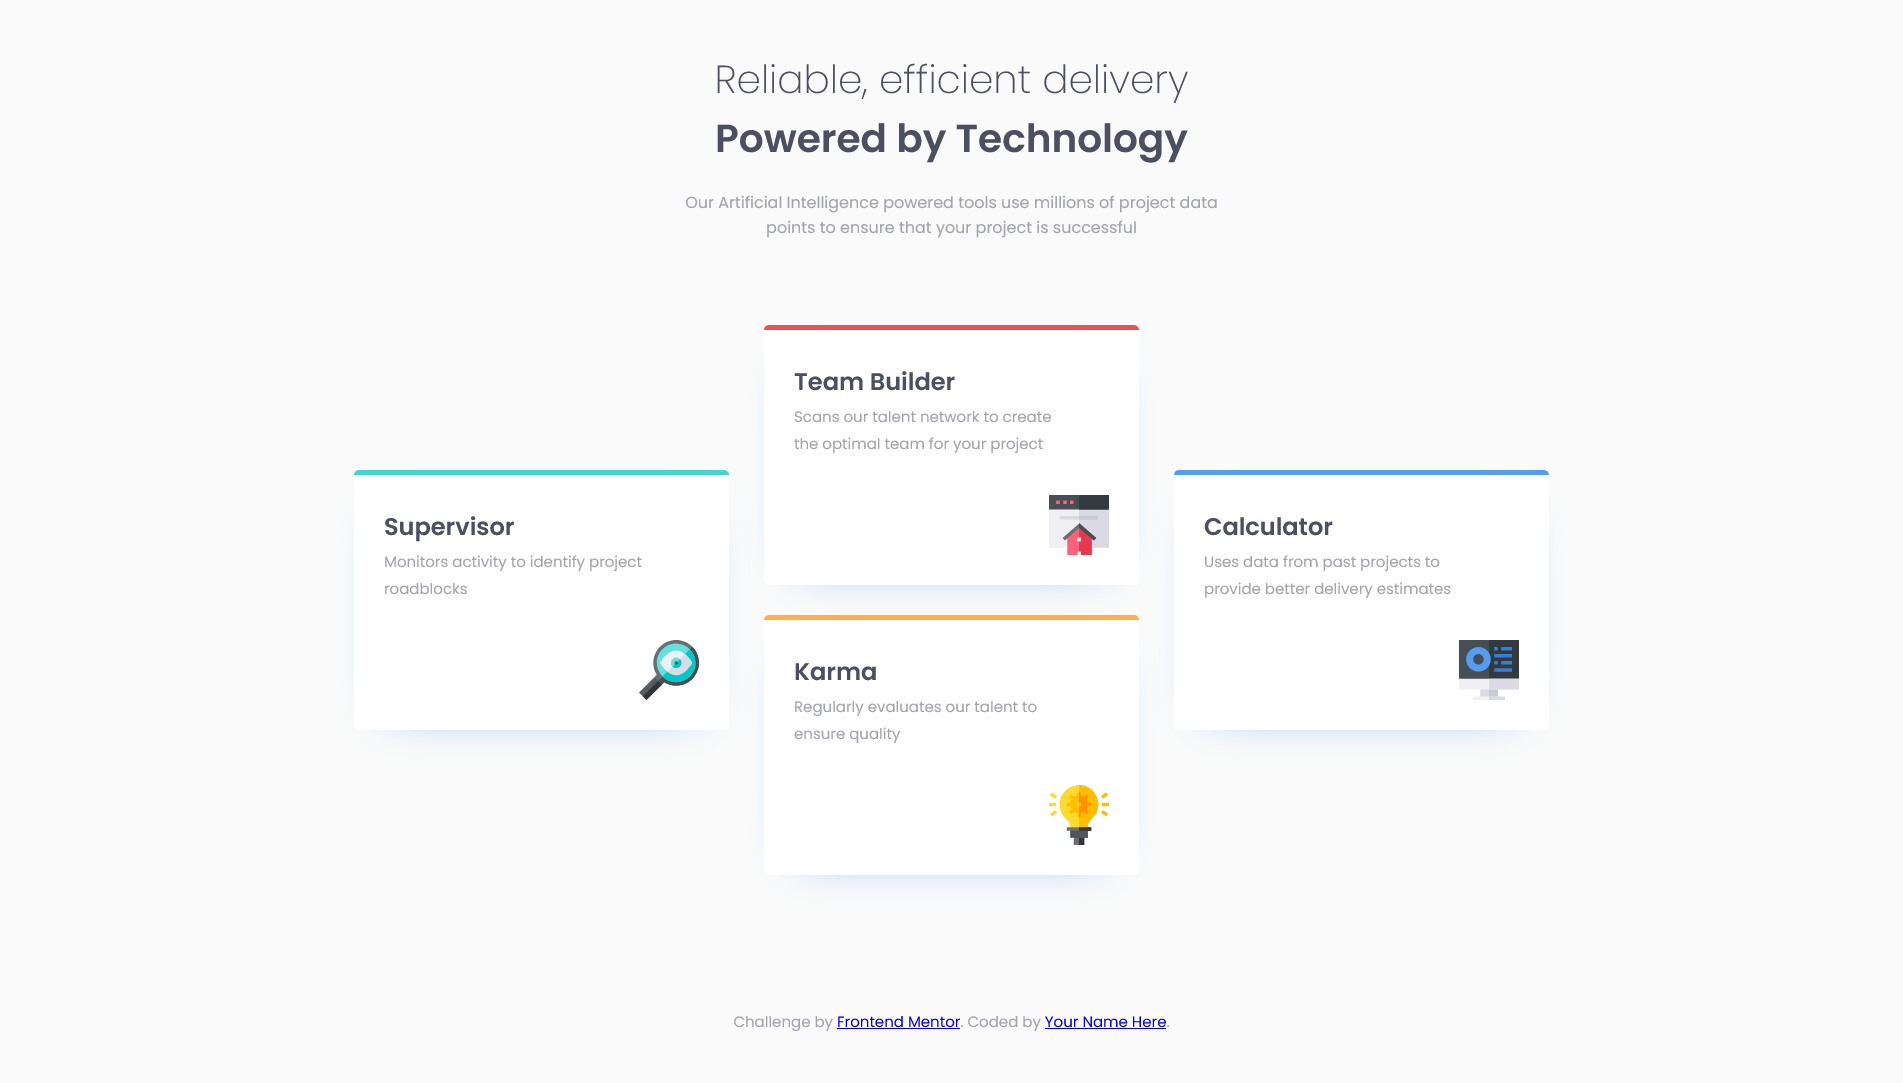 Reliable, efficient delivery
Powered by Technology
Our Artificial Intelligence powered tools use millions of project data
points to ensure that your project is successful
Supervisor
Monitors activity to identify project
roadblocks
Team Builder
Scans our talent network to create
the optimal team for your project
Karma
Regularly evaluates our talent to
ensure quality
Calculator
Uses data from past projects to
provide better delivery estimates
Challenge by Frontend Mentor. Coded by Your Name Here.